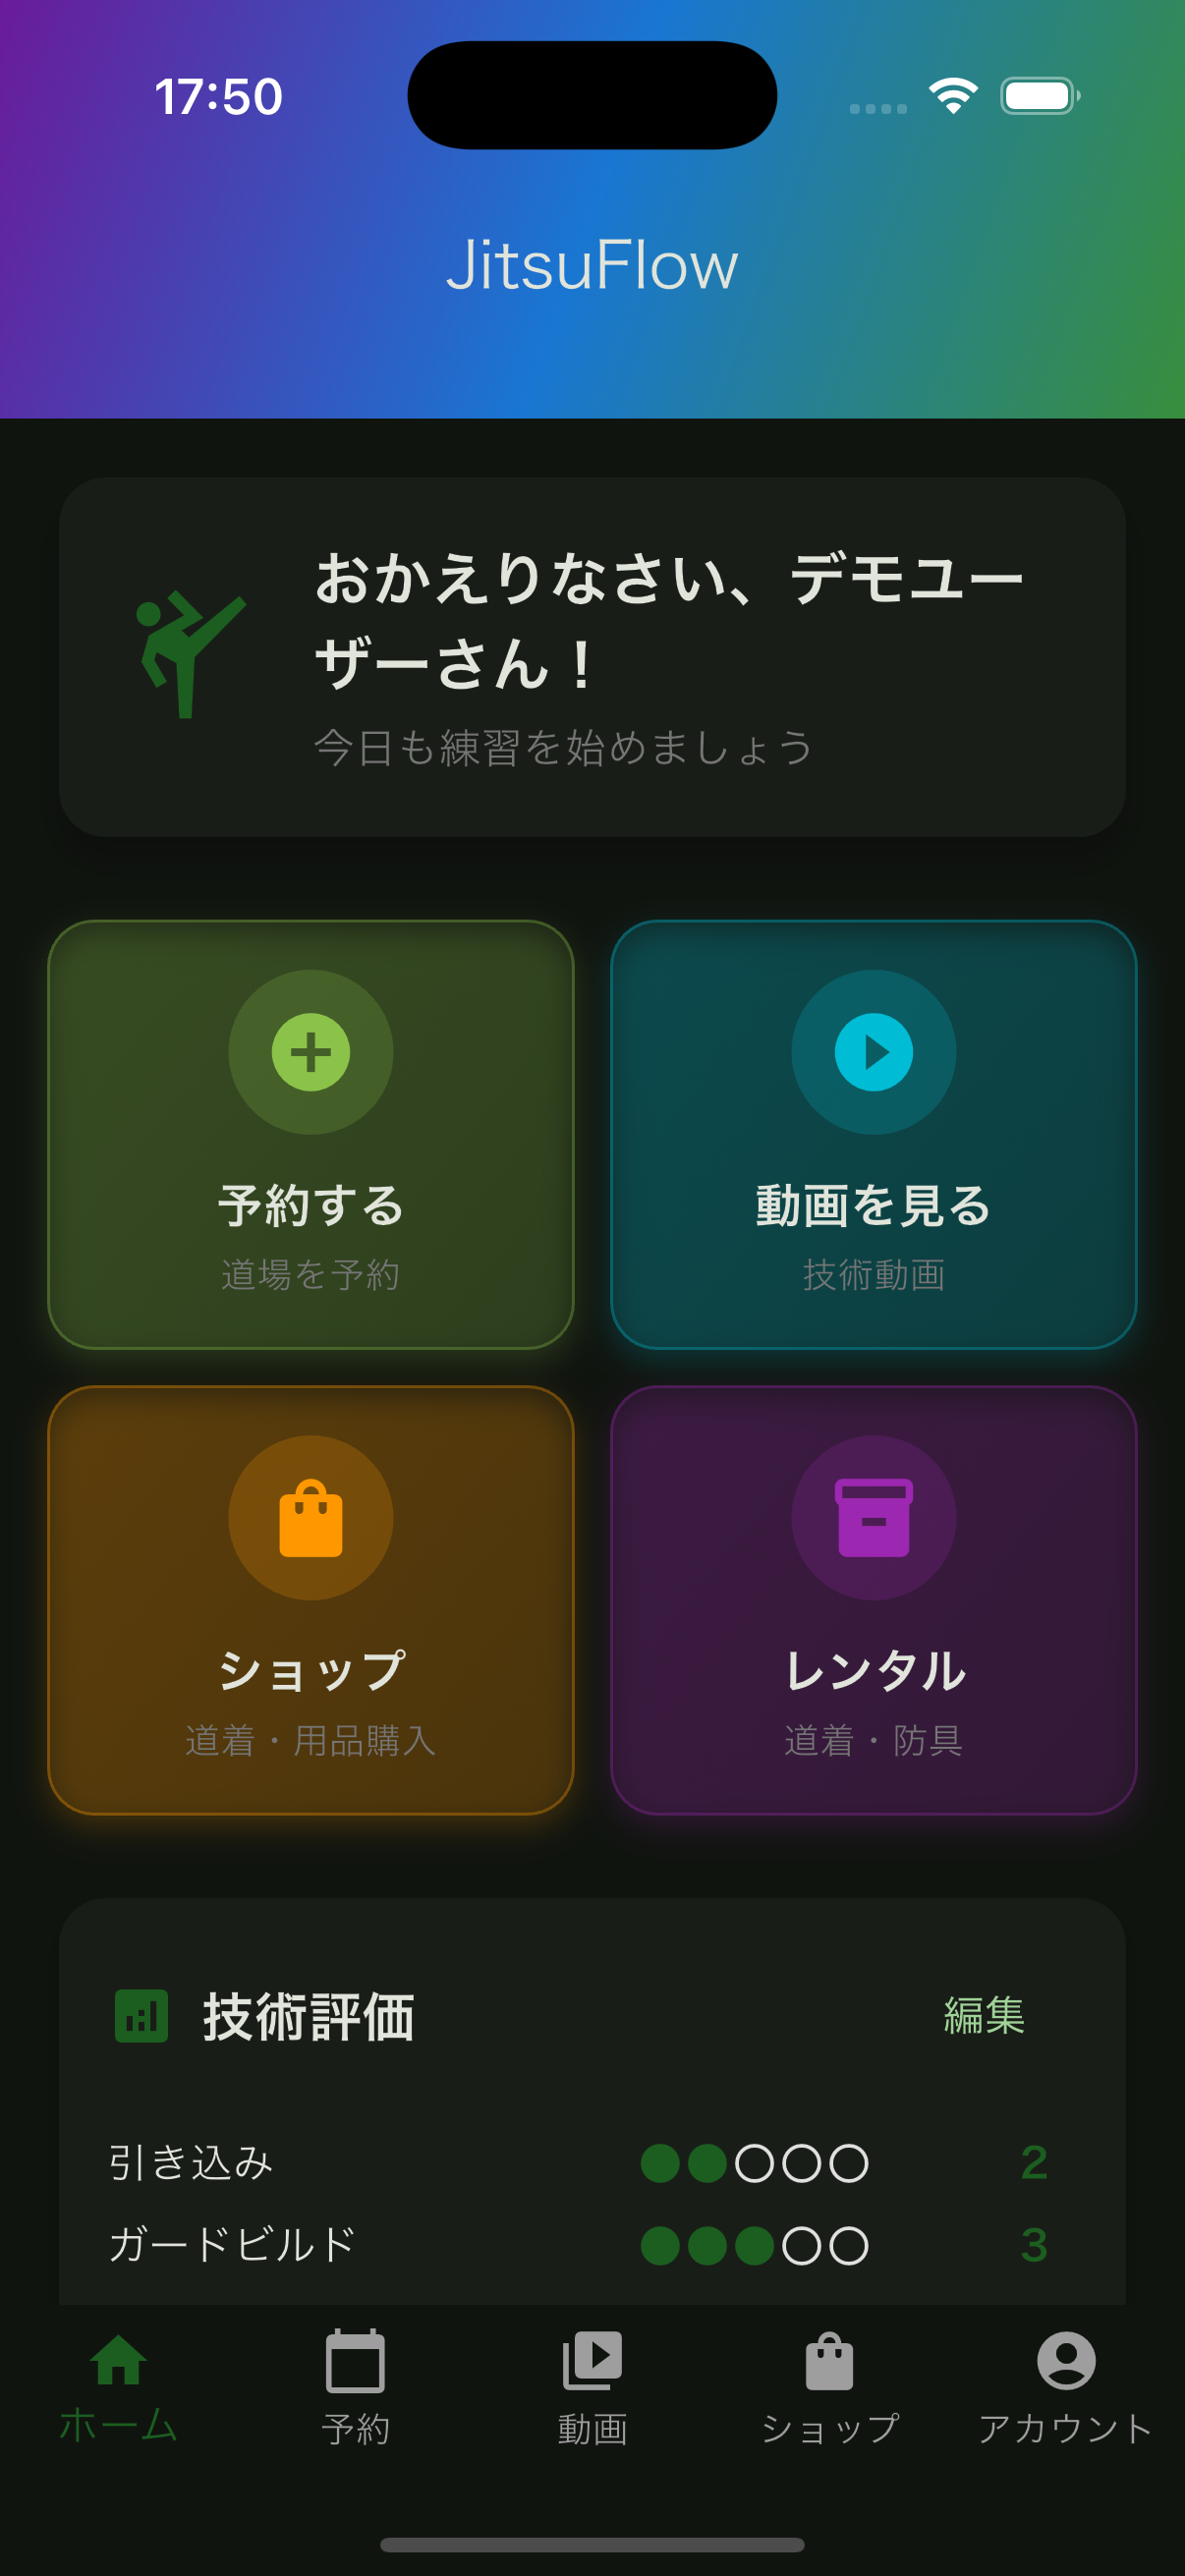 17:50
JitsuFlow
おかえりなさい、デモユー
ザーさん！
今日も練習を始めましょう
予約する
道場を予約
動画を見る
技術動画
ショップ
道着・用品購入
レンタル
道着・防具
技術評価
編集
引き込み 2
ガードビルド 3
ホーム
予約
動画
ショップ
アカウント